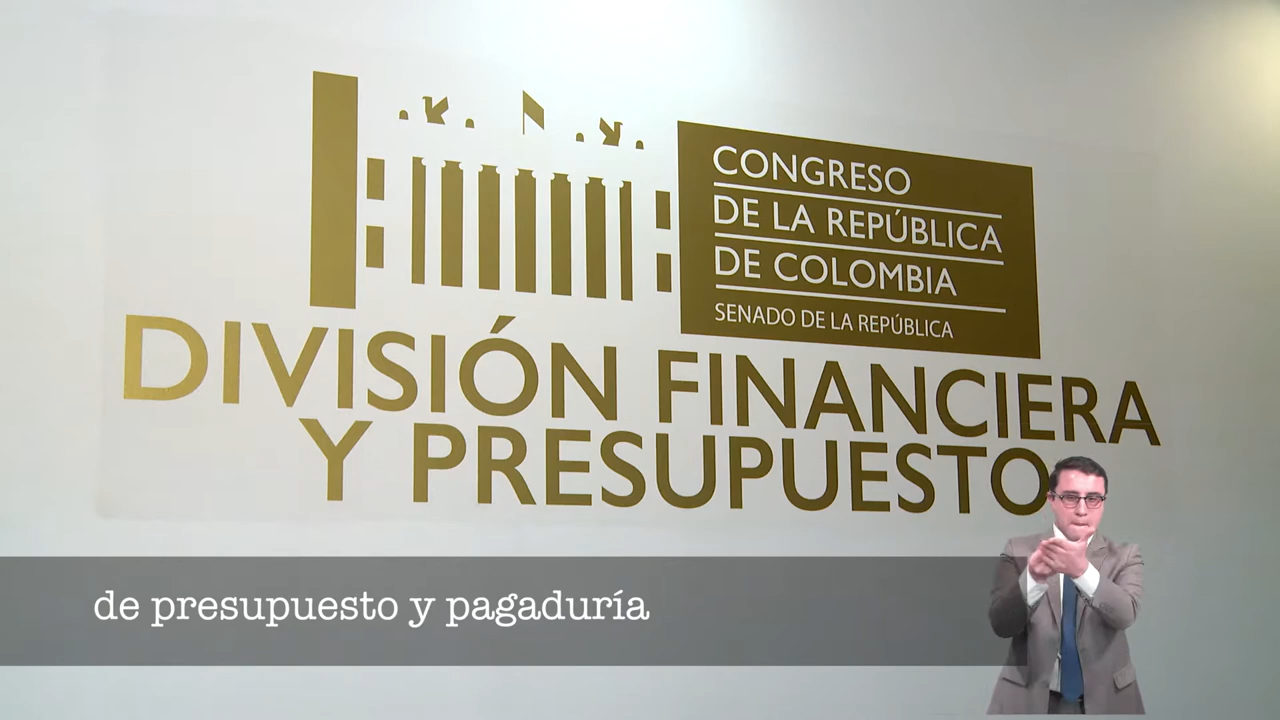 CONGRESO
DE LA REPÚBLICA
DE COLOMBIA
SENADO DE LA REPÚBLICA
DIVISIÓN FINANCIERA
Y PRESUPUESTO
de presupuesto y pagaduría